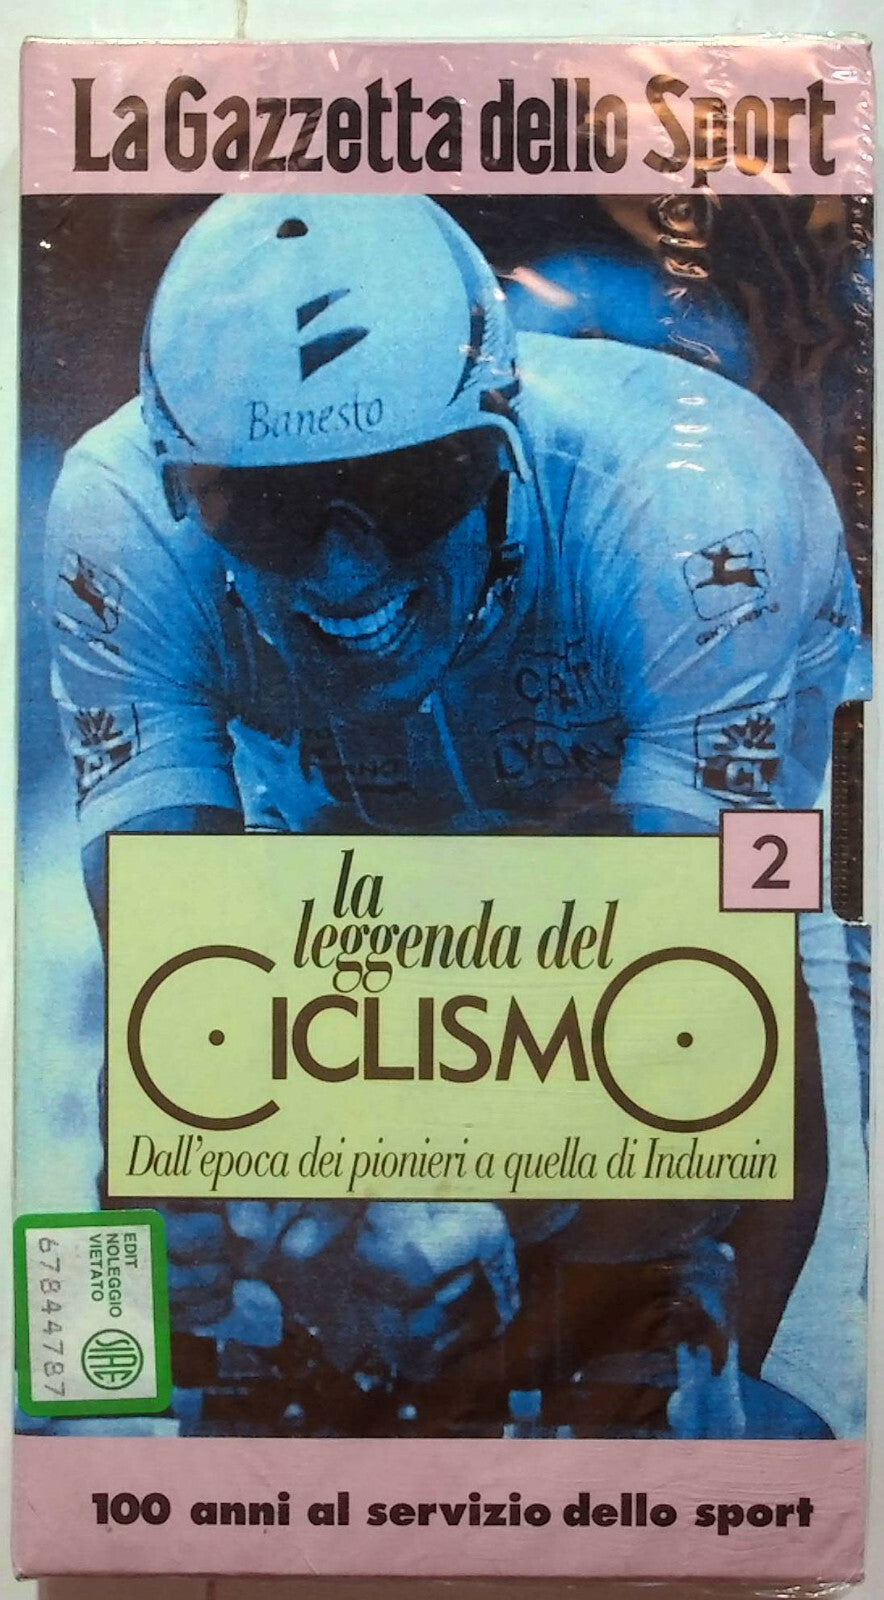 La Gazzetta dello Sport
Banesto
2
la
leggenda del
CICLISMO
Dall'epoca dei pionieri a quella di Indurain
EDIT
NOLEGGIO
VIETATO
67844787
SIAE
100 anni al servizio dello sport